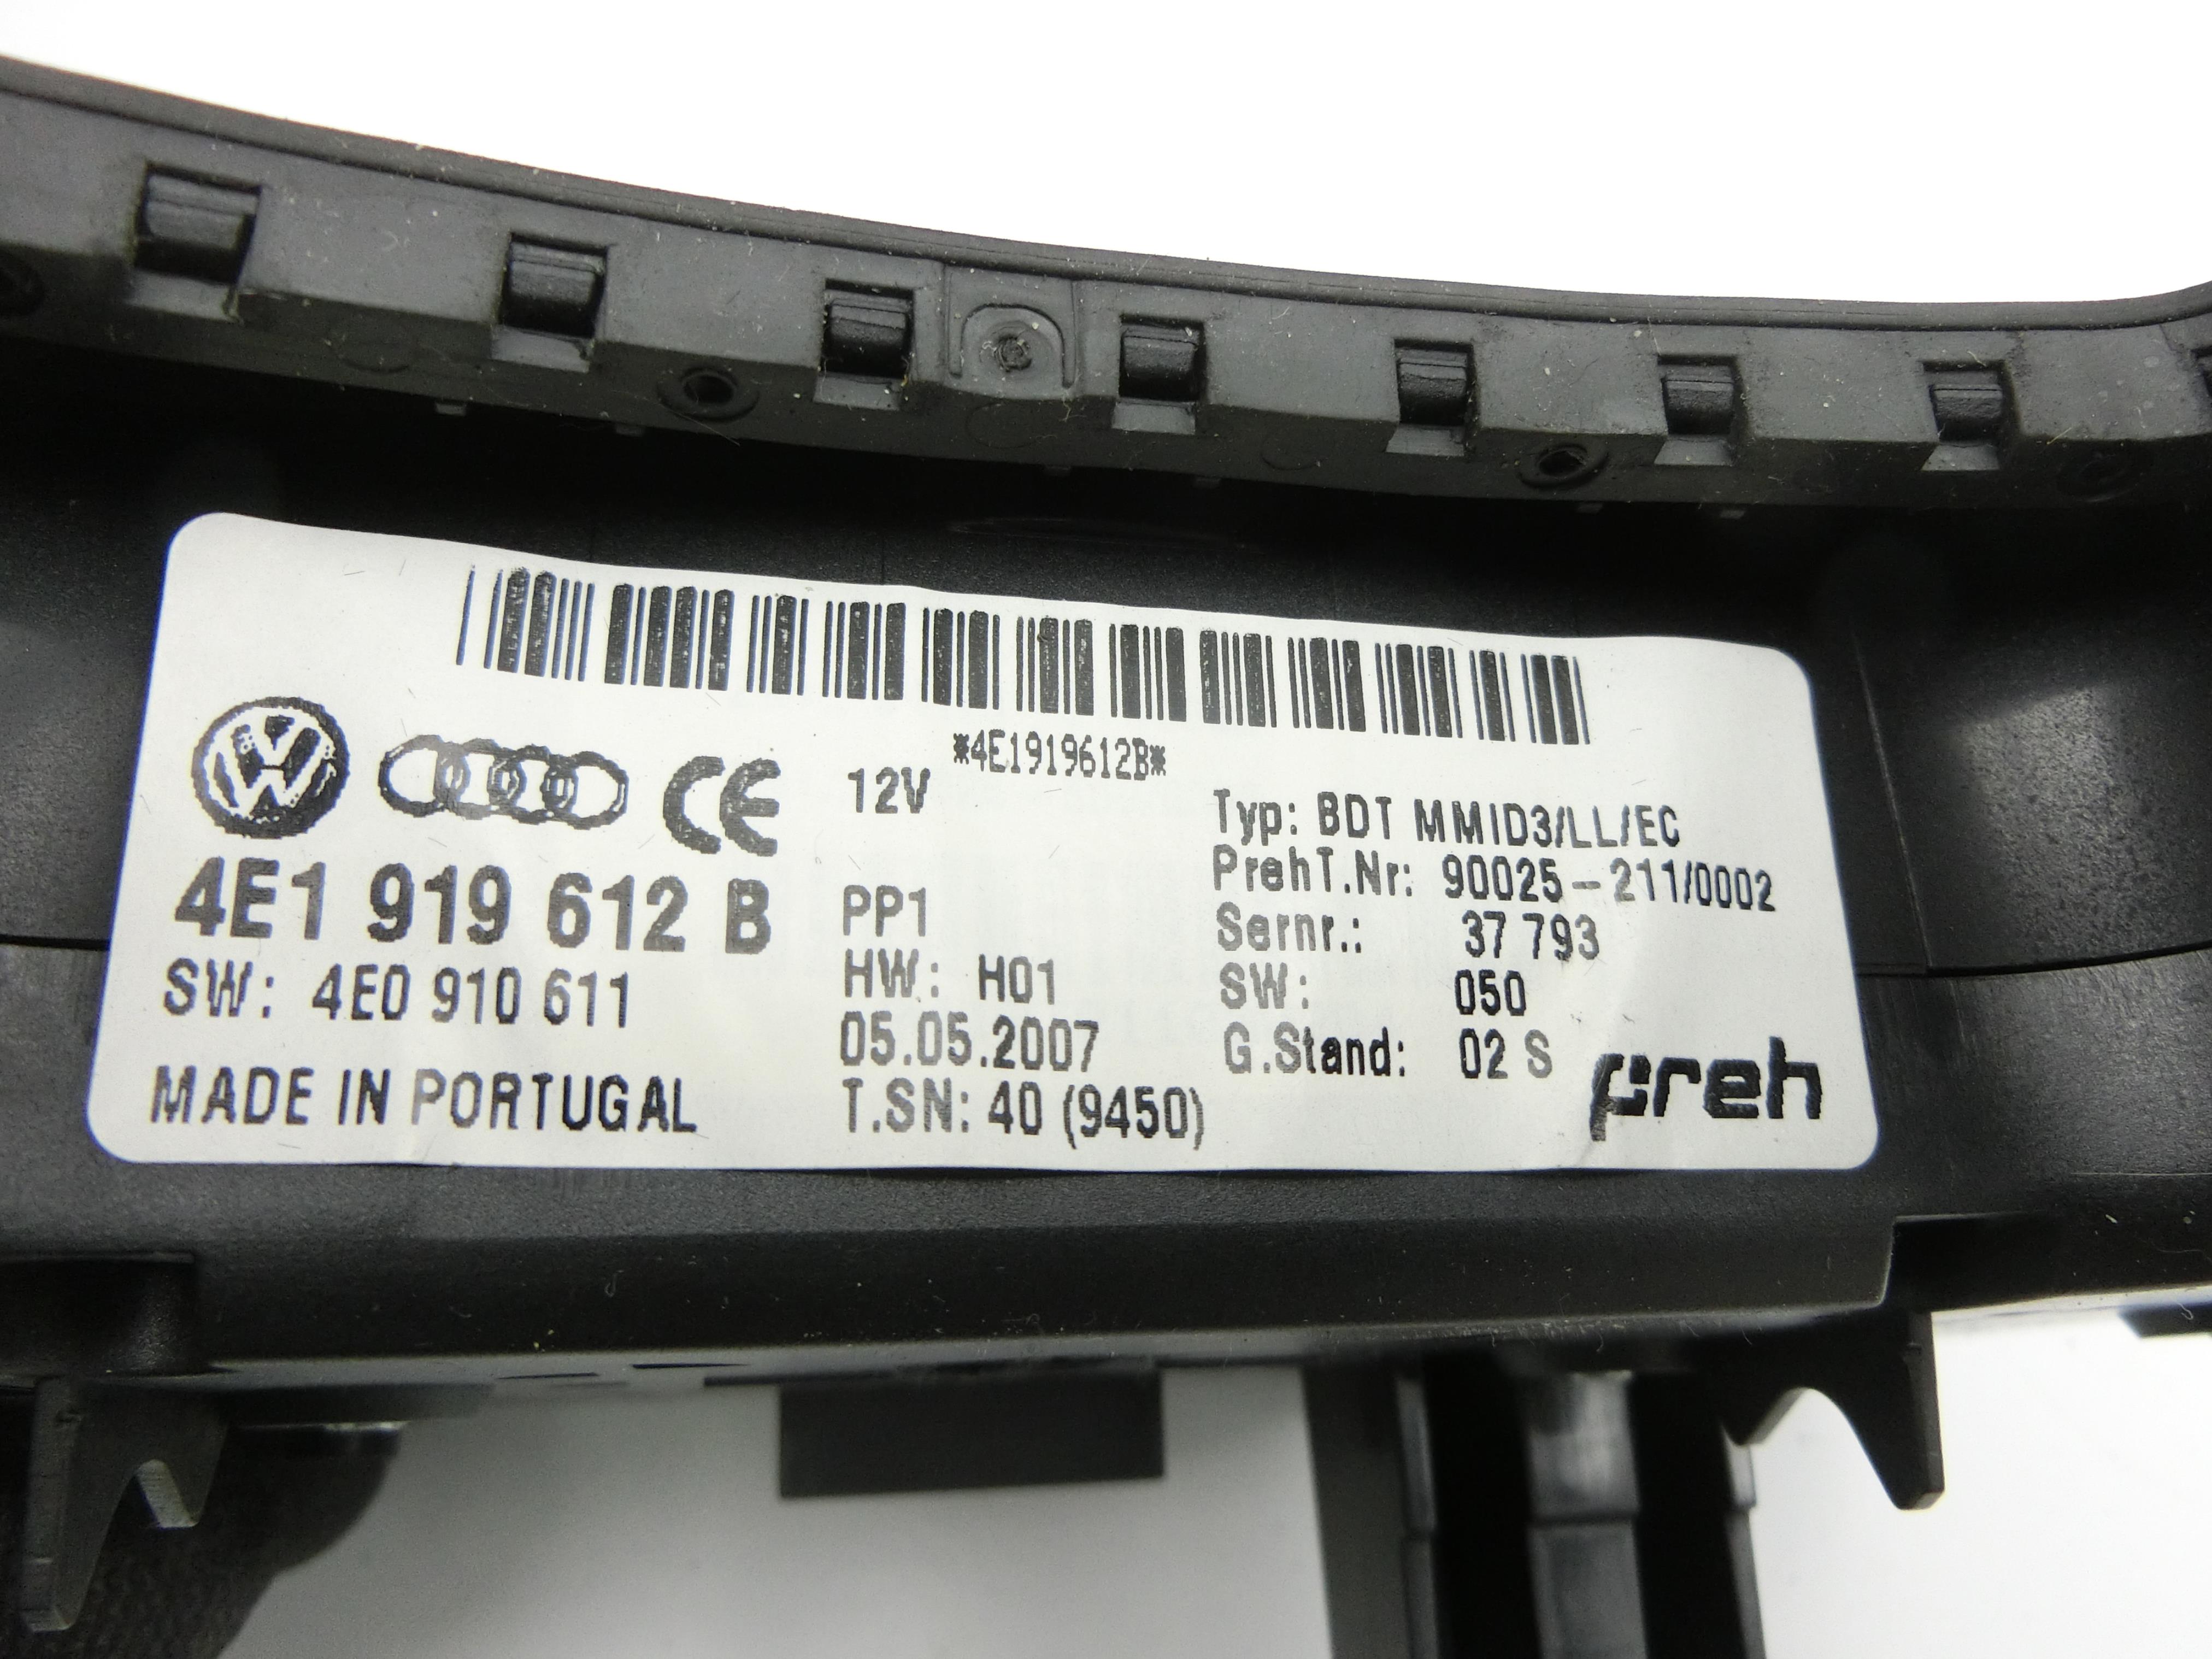 *4E1919612B*
CE
12V
4E1 919 612 B
SW: 4E0 910 611
MADE IN PORTUGAL
PP1
HW: H01
05.05.2007
T.SN: 40 (9450)
Typ: BDT MMID3/LL/EC
PrehT.Nr: 90025-211/0002
Sernr.: 37 793
SW: 050
G.Stand: 02 S
preh